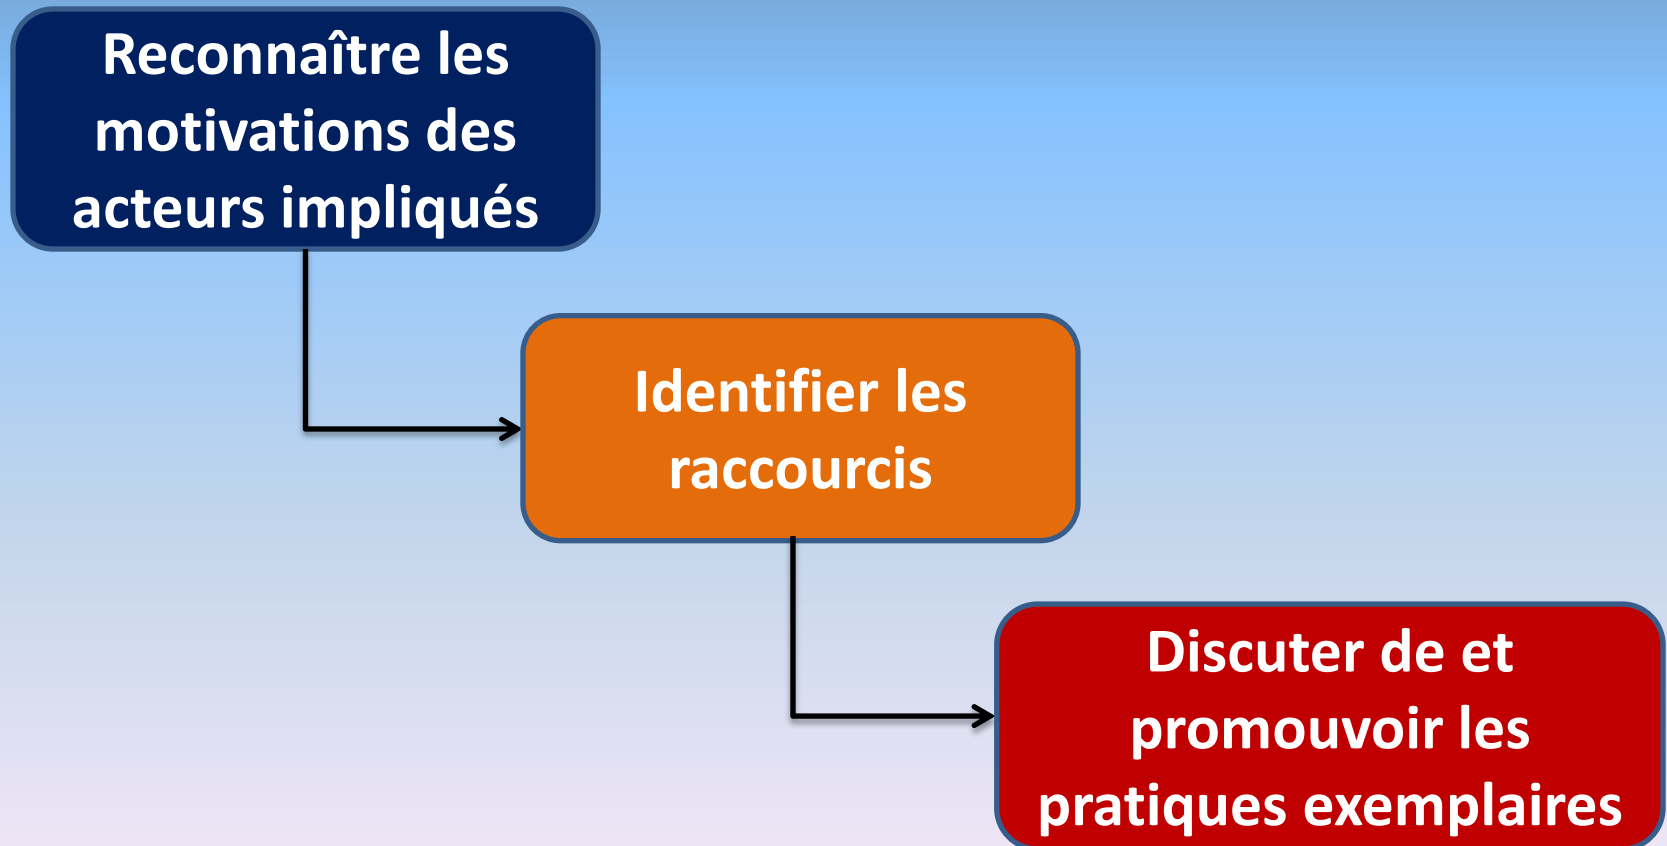 Reconnaître les
motivations des
acteurs impliqués
Identifier les
raccourcis
Discuter de et
promouvoir les
pratiques exemplaires